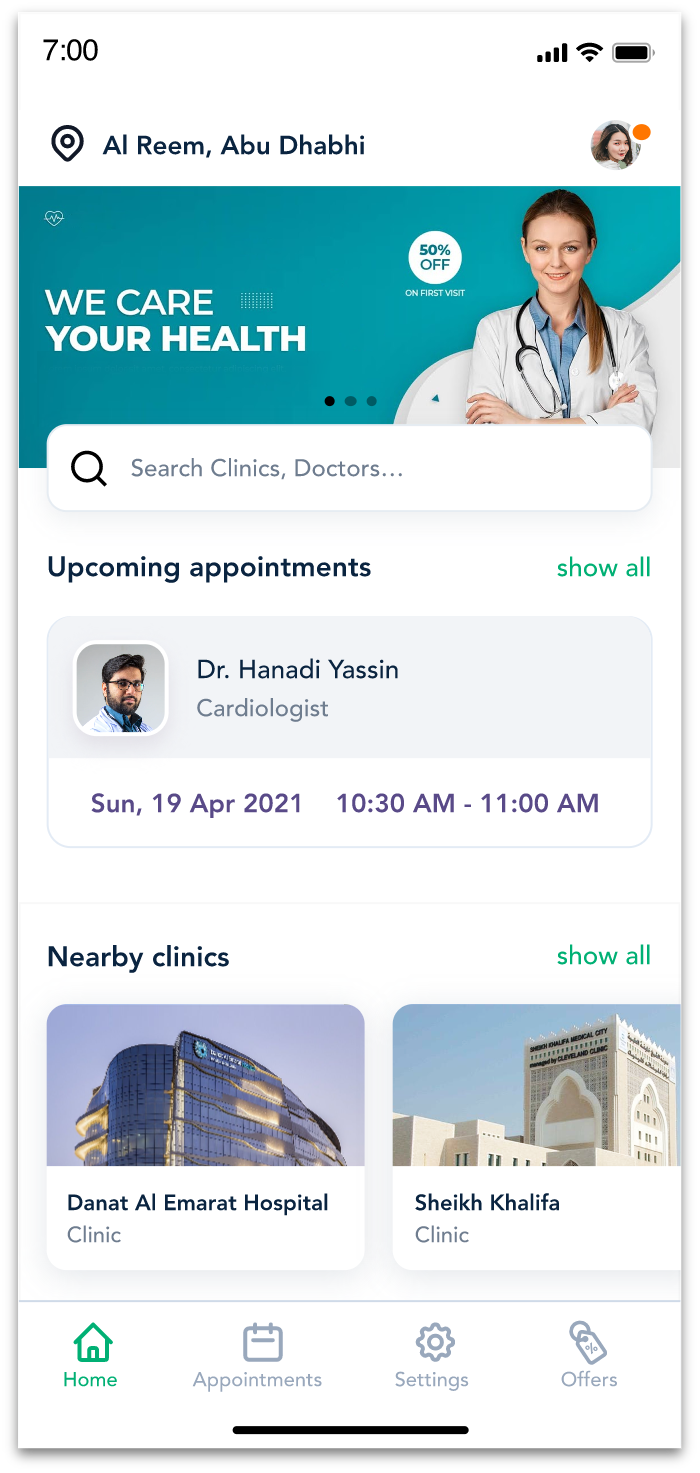 7:00
Al Reem, Abu Dhabhi
50%
OFF
ON FIRST VISIT
WE CARE
YOUR HEALTH
Search Clinics, Doctors...
Upcoming appointments
show all
Dr. Hanadi Yassin
Cardiologist
Sun, 19 Apr 2021 10:30 AM - 11:00 AM
Nearby clinics
show all
SHEIKH KHALIFA MEDICAL CITY
managed by CLEVELAND CLINIC
Danat Al Emarat Hospital
Clinic
Sheikh Khalifa
Clinic
Home
Appointments
Settings
Offers